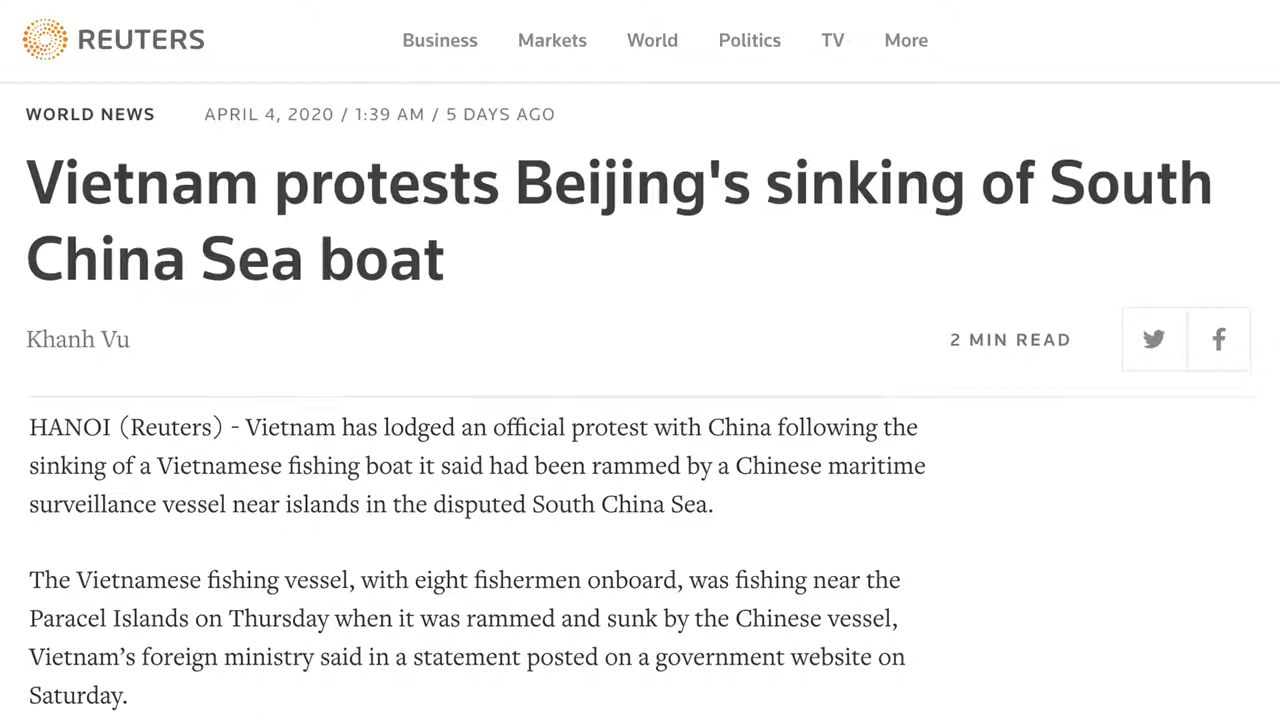 REUTERS
Business Markets World Politics TV More
WORLD NEWS APRIL 4, 2020 / 1:39 AM / 5 DAYS AGO
Vietnam protests Beijing's sinking of South
China Sea boat
Khanh Vu 2 MIN READ
HANOI (Reuters) - Vietnam has lodged an official protest with China following the
sinking of a Vietnamese fishing boat it said had been rammed by a Chinese maritime
surveillance vessel near islands in the disputed South China Sea.
The Vietnamese fishing vessel, with eight fishermen onboard, was fishing near the
Paracel Islands on Thursday when it was rammed and sunk by the Chinese vessel,
Vietnam’s foreign ministry said in a statement posted on a government website on
Saturday.